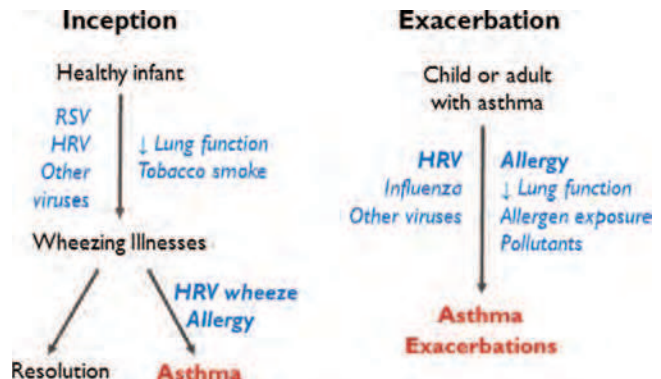 Inception
Healthy infant
RSV
HRV
Other
viruses
↓ Lung function
Tobacco smoke
Wheezing Illnesses
HRV wheeze
Allergy
Resolution
Asthma
Exacerbation
Child or adult
with asthma
HRV
Influenza
Other viruses
Allergy
↓ Lung function
Allergen exposure
Pollutants
Asthma
Exacerbations